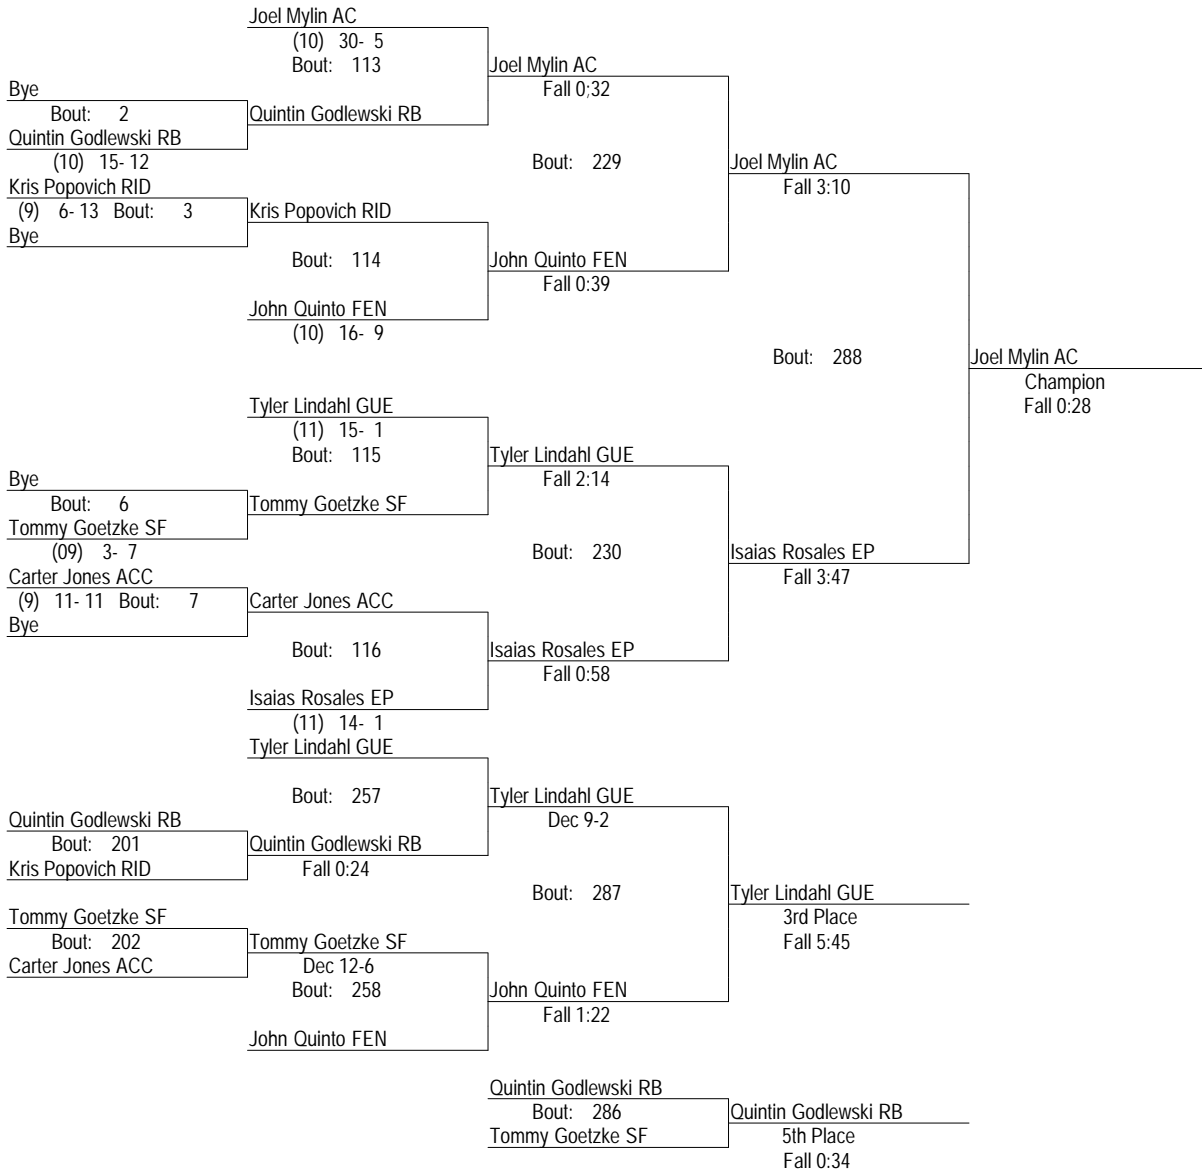 Joel Mylin AC
(10) 30- 5
Bout: 113
Joel Mylin AC
Fall 0;32
Bye
Bout: 2
Quintin Godlewski RB
Quintin Godlewski RB
(10) 15- 12
Bout: 229
Joel Mylin AC
Fall 3:10
Kris Popovich RID
(9) 6- 13 Bout: 3
Kris Popovich RID
Bye
Bout: 114
John Quinto FEN
Fall 0:39
John Quinto FEN
(10) 16- 9
Bout: 288
Joel Mylin AC
Champion
Fall 0:28
Tyler Lindahl GUE
(11) 15- 1
Bout: 115
Tyler Lindahl GUE
Fall 2:14
Bye
Bout: 6
Tommy Goetzke SF
Tommy Goetzke SF
(09) 3- 7
Bout: 230
Isaias Rosales EP
Fall 3:47
Carter Jones ACC
(9) 11- 11 Bout: 7
Carter Jones ACC
Bye
Bout: 116
Isaias Rosales EP
Fall 0:58
Isaias Rosales EP
(11) 14- 1
Tyler Lindahl GUE
Bout: 257
Tyler Lindahl GUE
Dec 9-2
Quintin Godlewski RB
Bout: 201
Quintin Godlewski RB
Kris Popovich RID
Fall 0:24
Bout: 287
Tyler Lindahl GUE
3rd Place
Fall 5:45
Tommy Goetzke SF
Bout: 202
Tommy Goetzke SF
Carter Jones ACC
Dec 12-6
Bout: 258
John Quinto FEN
Fall 1:22
John Quinto FEN
Quintin Godlewski RB
Bout: 286
Quintin Godlewski RB
Tommy Goetzke SF
5th Place
Fall 0:34